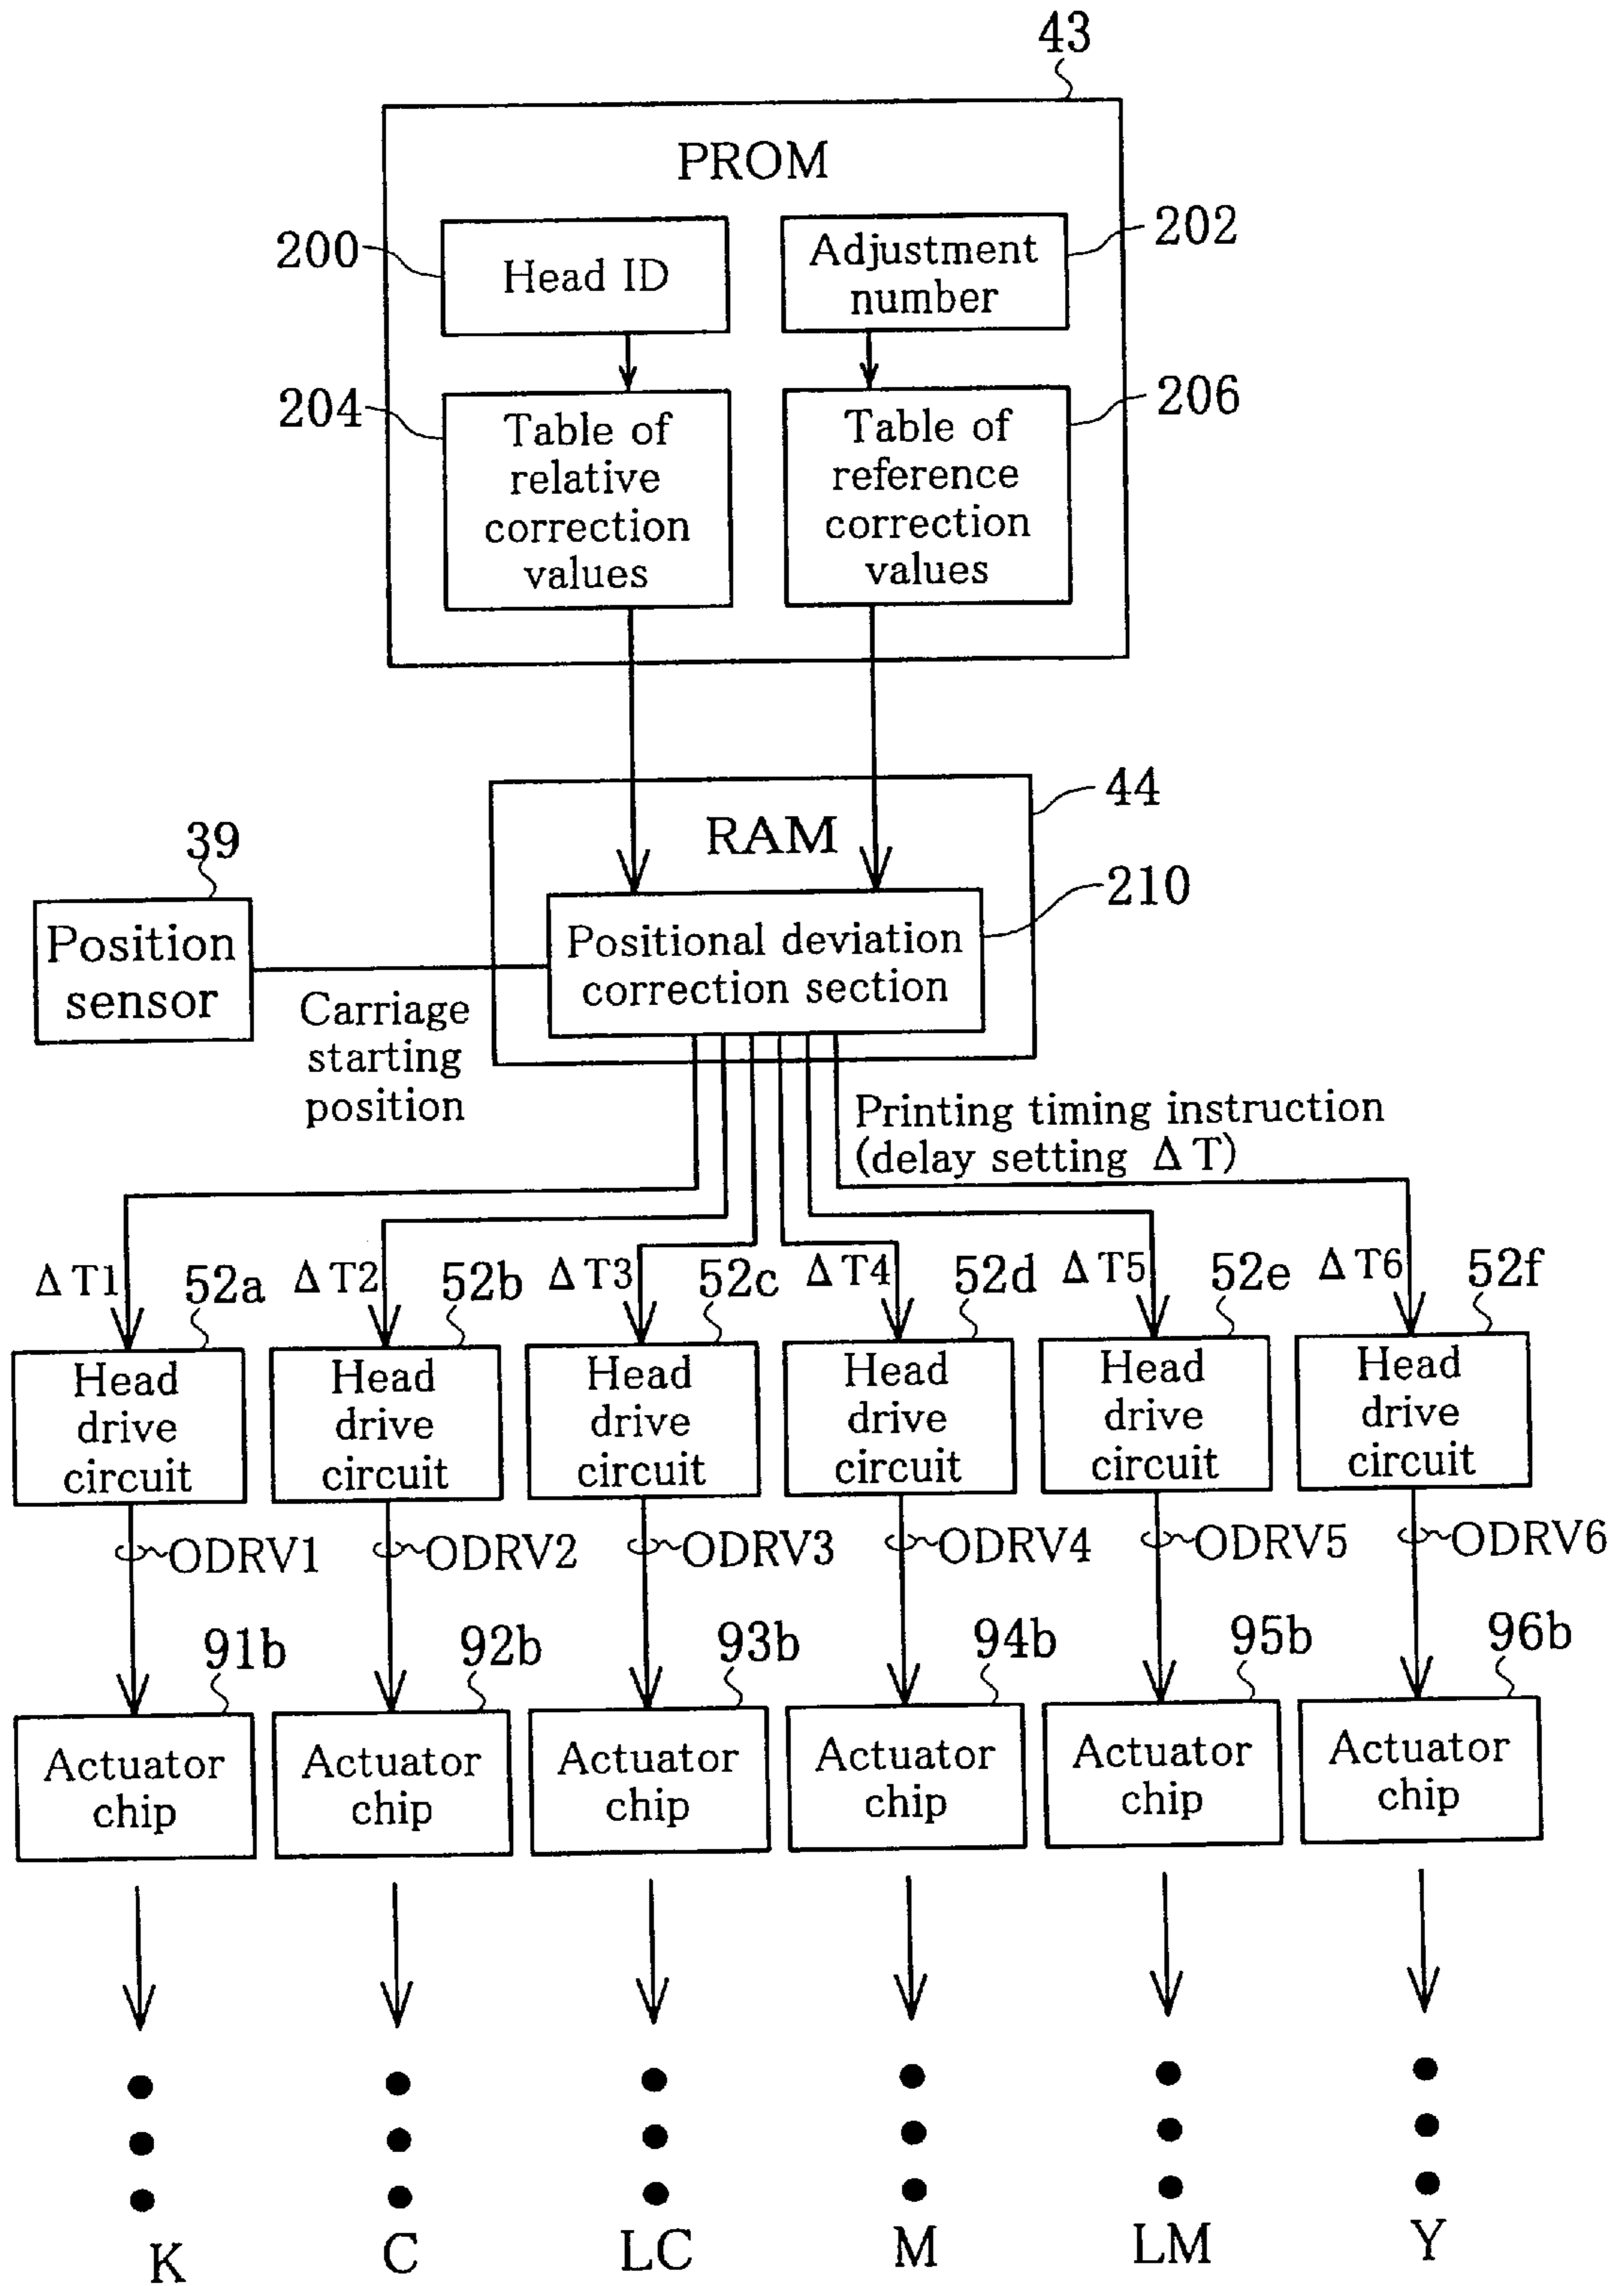 43
PROM
200
Head ID
Adjustment
number
202
204
Table of
relative
correction
values
Table of
reference
correction
values
206
44
RAM
39
Position
sensor
210
Positional deviation
correction section
Carriage
starting
position
Printing timing instruction
(delay setting ΔT)
ΔT1
52a
ΔT2
52b
ΔT3
52c
ΔT4
52d
ΔT5
52e
ΔT6
52f
Head
drive
circuit
Head
drive
circuit
Head
drive
circuit
Head
drive
circuit
Head
drive
circuit
Head
drive
circuit
ODRV1
ODRV2
ODRV3
ODRV4
ODRV5
ODRV6
91b
92b
93b
94b
95b
96b
Actuator
chip
Actuator
chip
Actuator
chip
Actuator
chip
Actuator
chip
Actuator
chip
K
C
LC
M
LM
Y